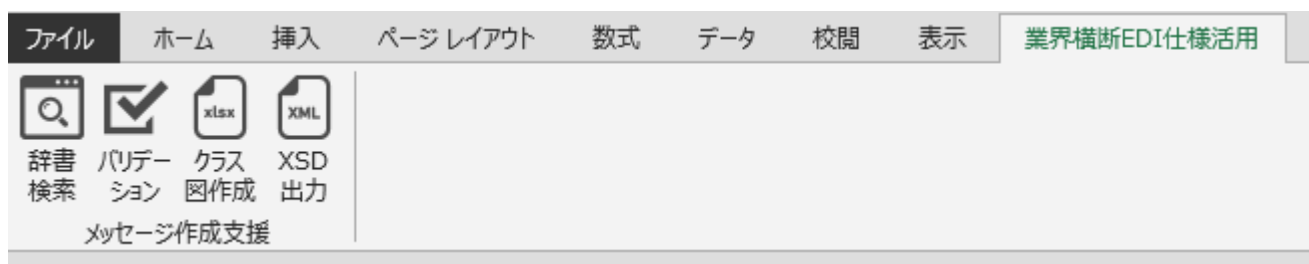 ファイル ホーム 挿入 ページ レイアウト 数式 データ 校閲 表示 業界横断EDI仕様活用
xlsx XML
辞書 バリデー クラス XSD
検索 ション 図作成 出力
メッセージ作成支援